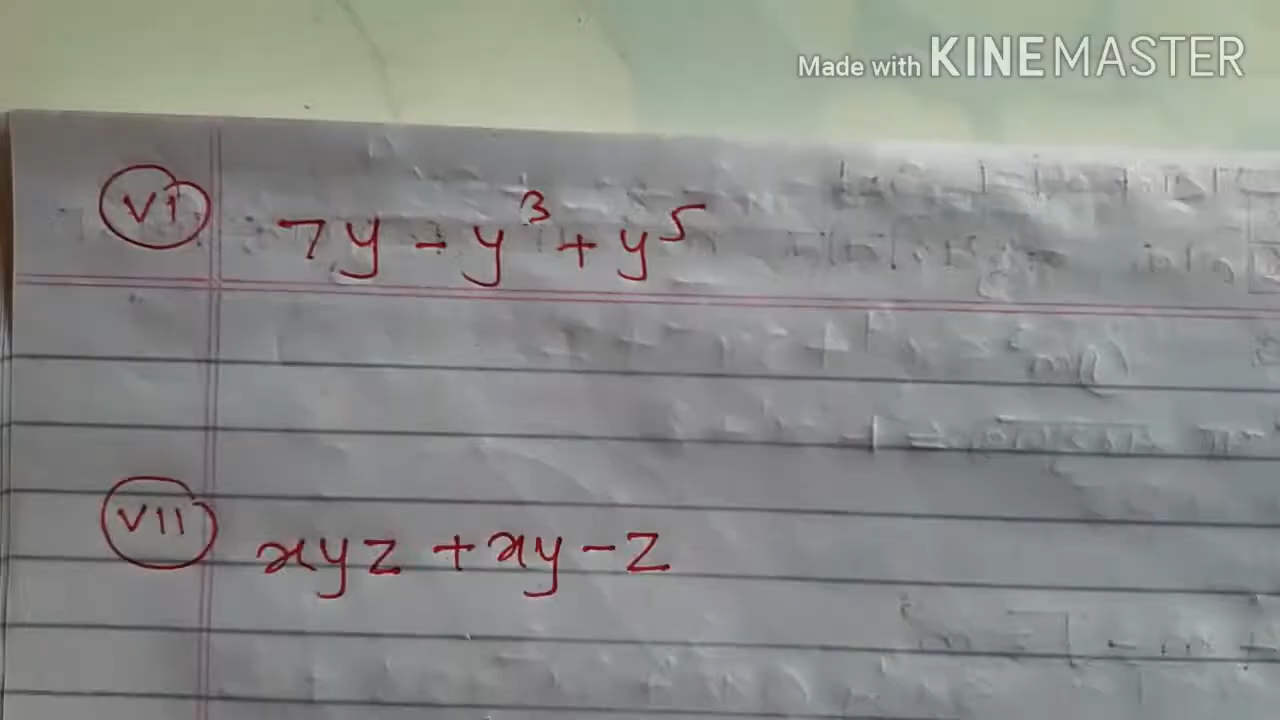 Made with KINEMASTER
VI 7y - y³ + y⁵
VII xyz + xy - z